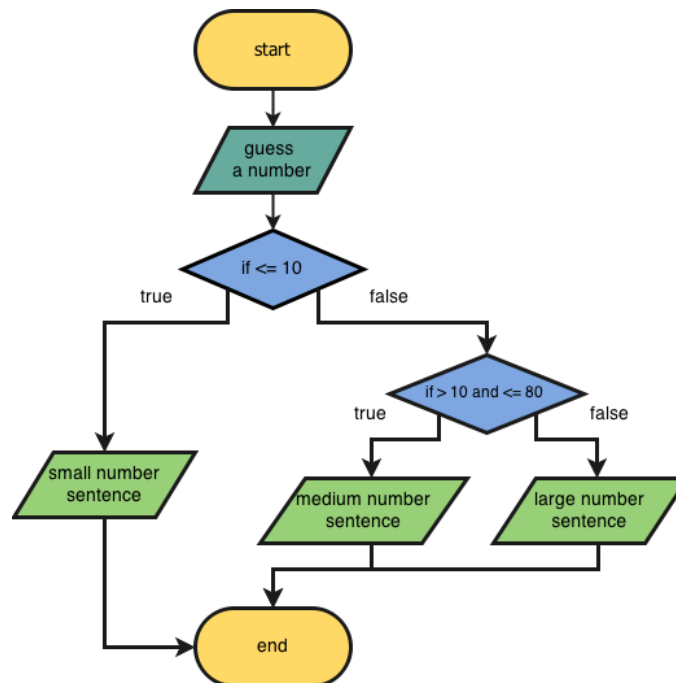 start
guess
a number
if <= 10
true
false
if > 10 and <= 80
true
false
small number
sentence
medium number
sentence
large number
sentence
end